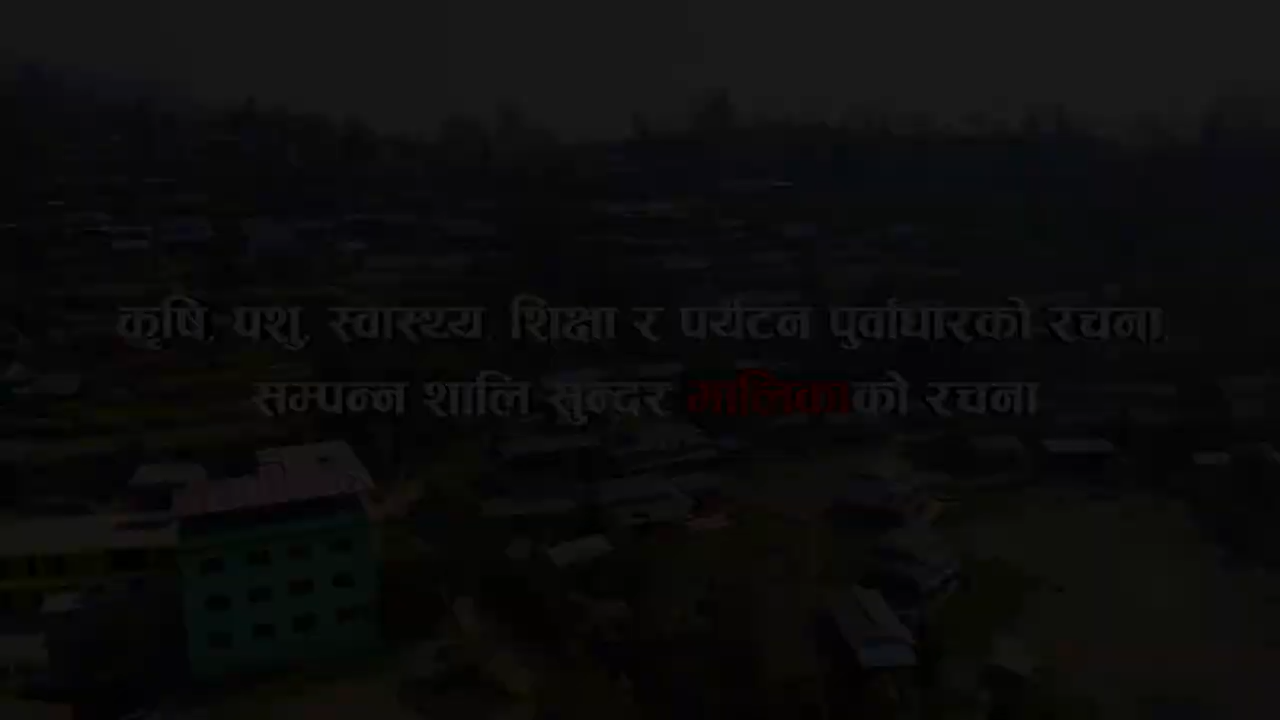 कृषि, पशु, स्वास्थ्य, शिक्षा र पर्यटन पुर्वाधारको रचना,
सम्पन्न शालि सुन्दर मालिकाको रचना